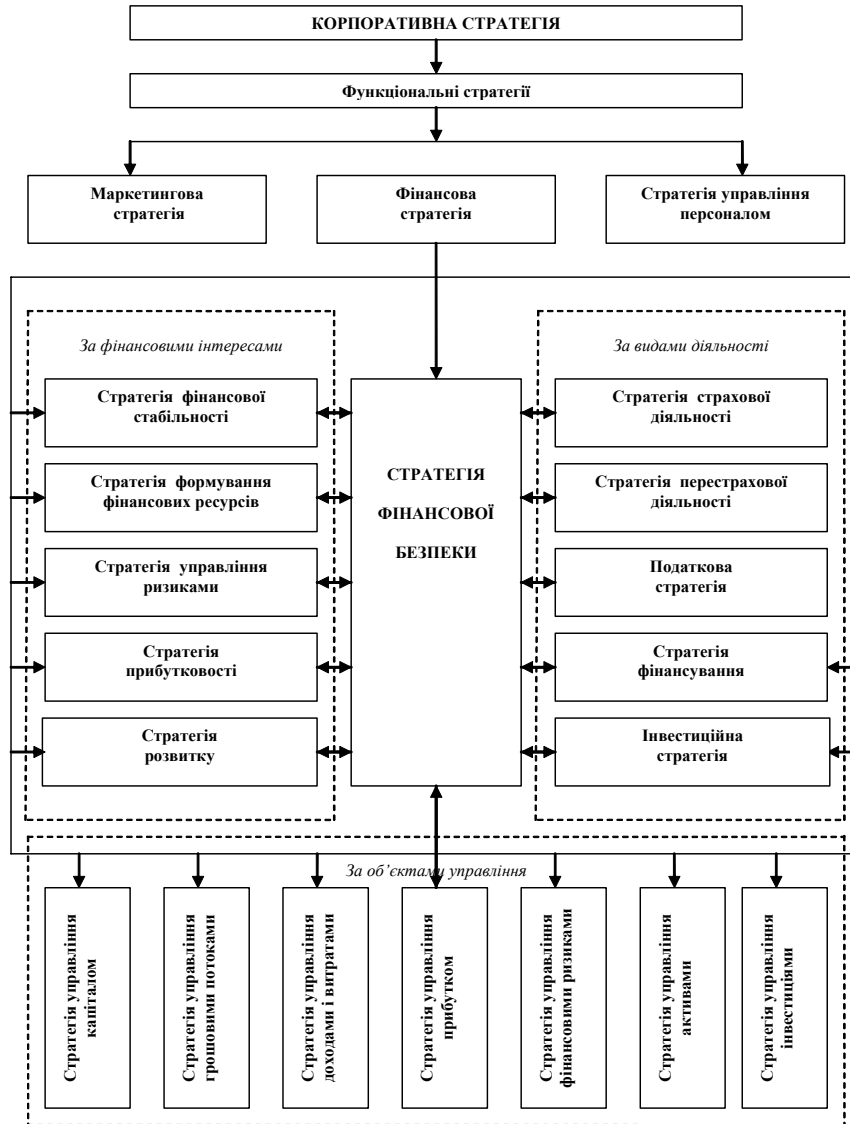 КОРПОРАТИВНА СТРАТЕГІЯ
Функціональні стратегії
Маркетингова
стратегія
Фінансова
стратегія
Стратегія управління
персоналом
За фінансовими інтересами
Стратегія фінансової
стабільності
Стратегія формування
фінансових ресурсів
Стратегія управління
ризиками
Стратегія
прибутковості
Стратегія
розвитку
СТРАТЕГІЯ
ФІНАНСОВОЇ
БЕЗПЕКИ
За видами діяльності
Стратегія страхової
діяльності
Стратегія перестрахової
діяльності
Податкова
стратегія
Стратегія
фінансування
Інвестиційна
стратегія
За об’єктами управління
Стратегія управління
капіталом
Стратегія управління
грошовими потоками
Стратегія управління
доходами і витратами
Стратегія управління
прибутком
Стратегія управління
фінансовими ризиками
Стратегія управління
активами
Стратегія управління
інвестиціями